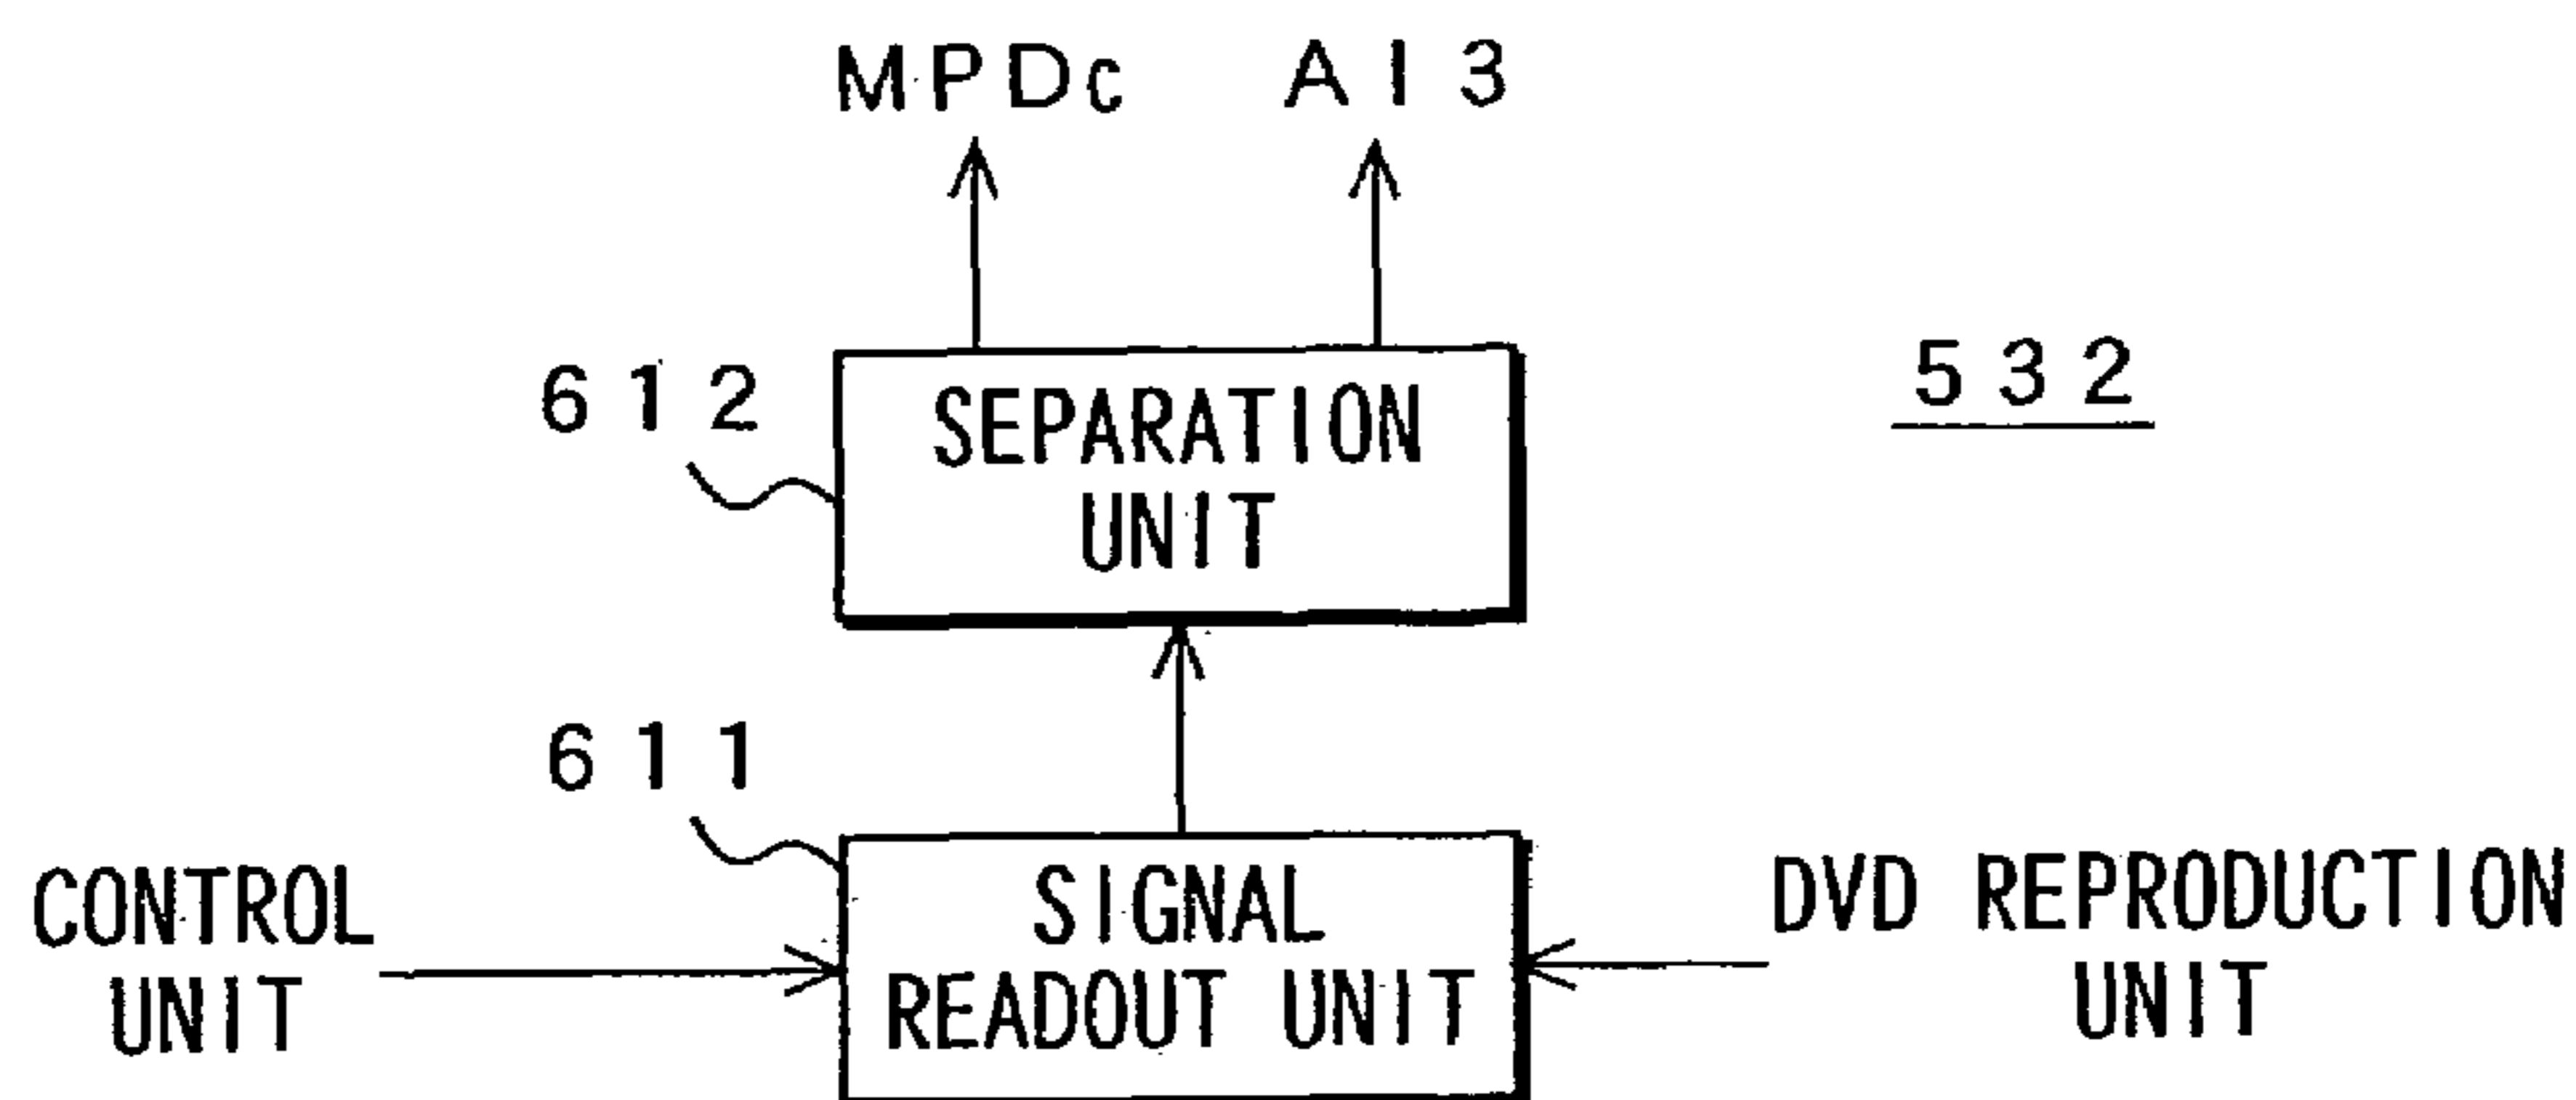 MPDc AI3
612
SEPARATION
UNIT
532
611
CONTROL
UNIT
SIGNAL
READOUT UNIT
DVD REPRODUCTION
UNIT